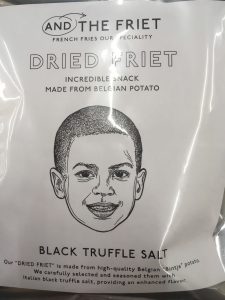 AND THE FRIET
FRENCH FRIES OUR SPECIALITY
DRIED FRIET
INCREDIBLE SNACK
MADE FROM BELGIAN POTATO
BLACK TRUFFLE SALT
Our "DRIED FRIET" is made from high-quality Belgian "Bintje" potato.
We carefully selected and seasoned them with
Italian black truffle salt, providing an enhanced flavor.